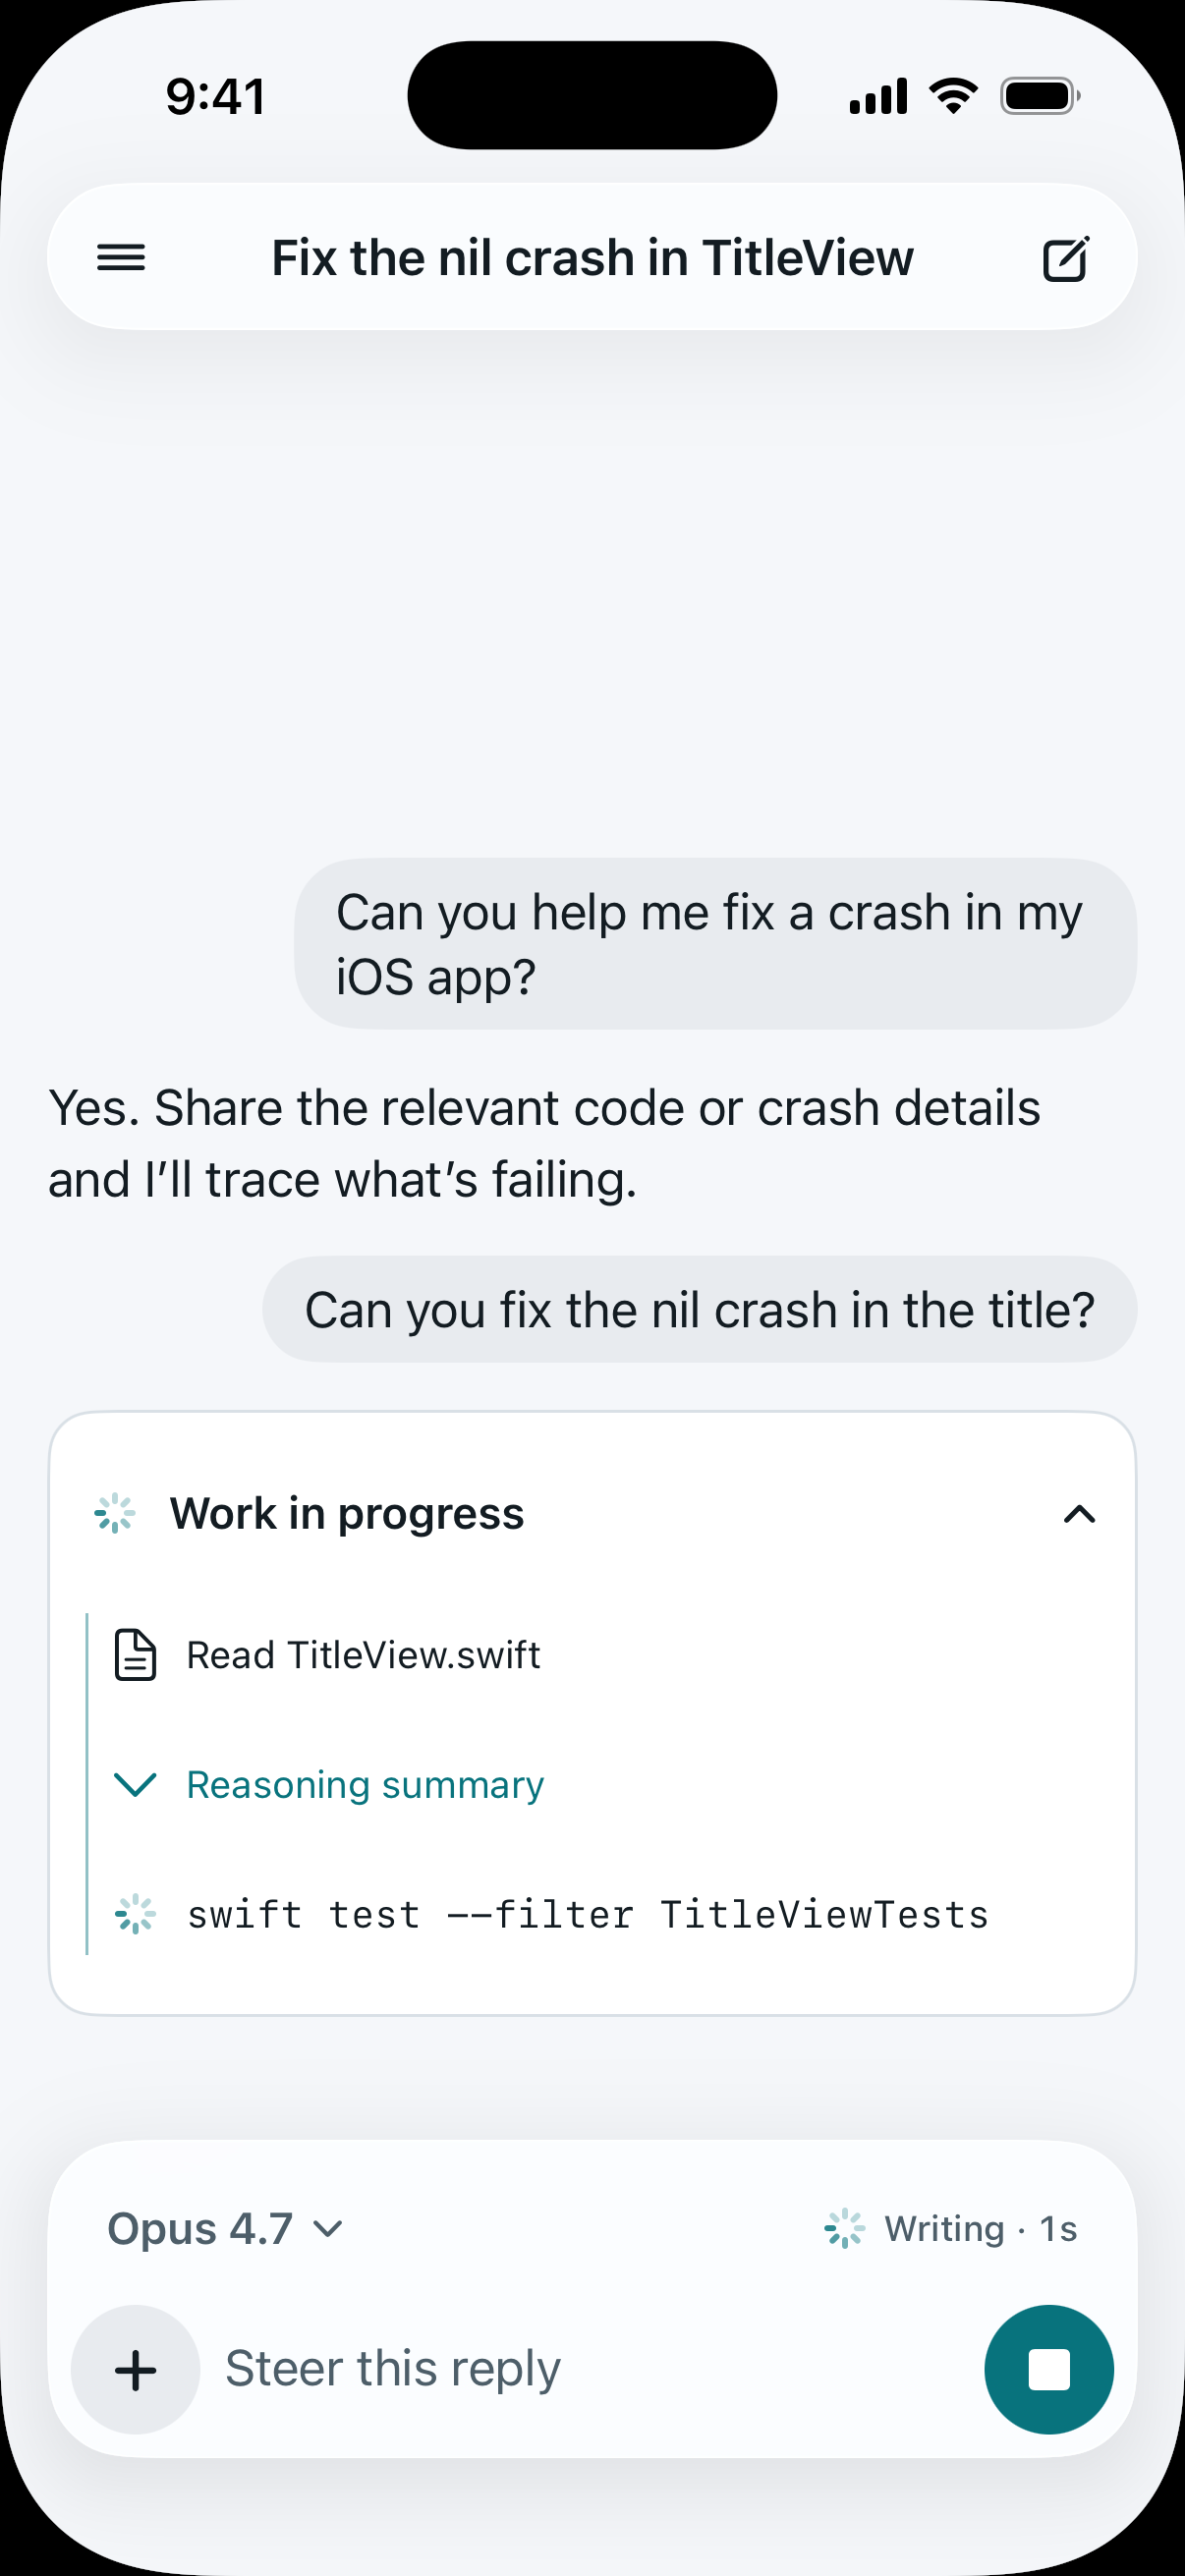 9:41
Fix the nil crash in TitleView
Can you help me fix a crash in my
iOS app?
Yes. Share the relevant code or crash details
and I’ll trace what’s failing.
Can you fix the nil crash in the title?
Work in progress
Read TitleView.swift
Reasoning summary
swift test --filter TitleViewTests
Opus 4.7
Writing · 1s
Steer this reply